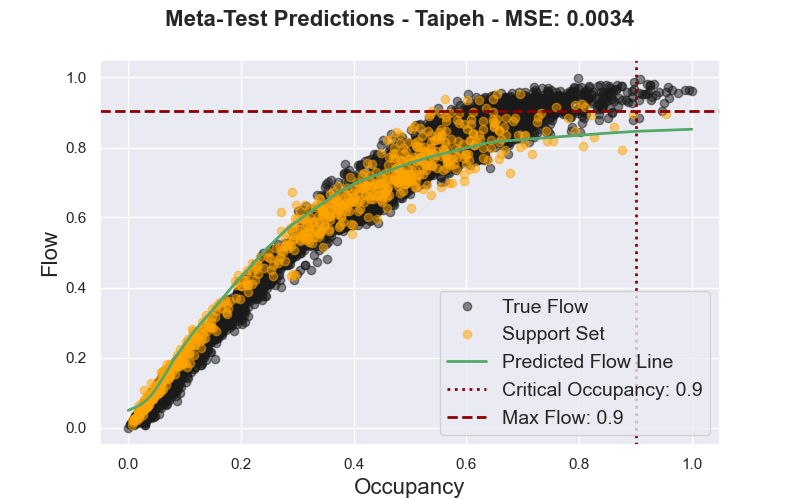 Meta-Test Predictions - Taipeh - MSE: 0.0034
1.0
0.8
0.6
0.4
0.2
0.0
Flow
True Flow
Support Set
Predicted Flow Line
Critical Occupancy: 0.9
Max Flow: 0.9
0.0 0.2 0.4 0.6 0.8 1.0
Occupancy